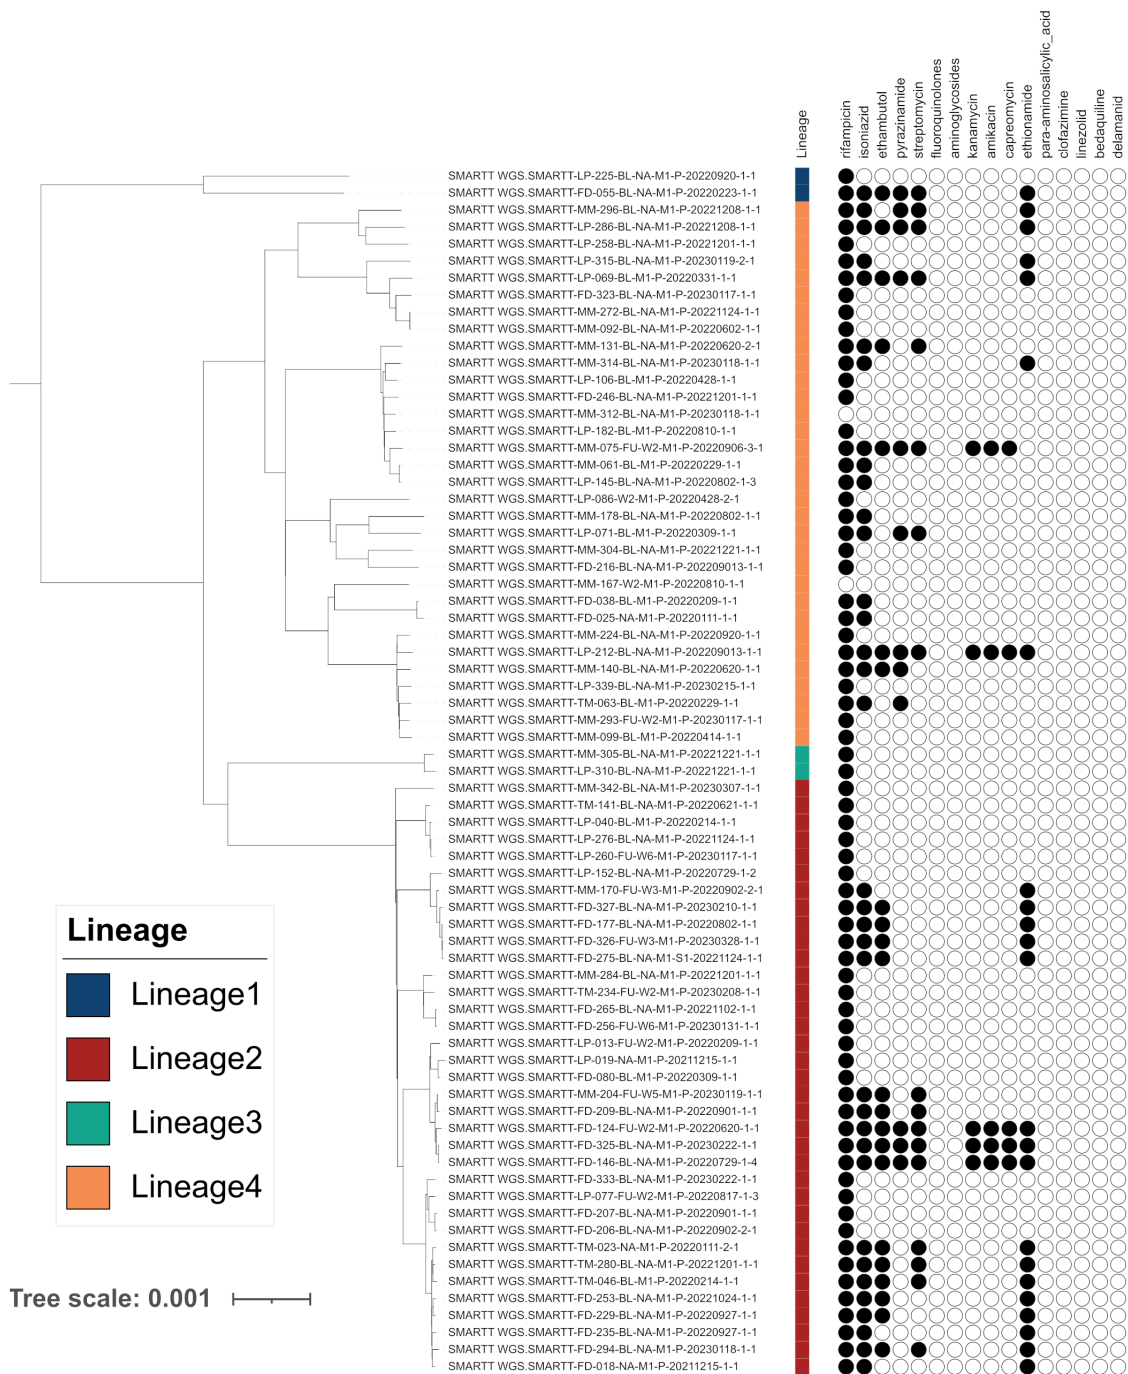 Lineage
rifampicin
isoniazid
ethambutol
pyrazinamide
streptomycin
fluoroquinolones
aminoglycosides
kanamycin
amikacin
capreomycin
ethionamide
para-aminosalicylic_acid
clofazimine
linezolid
bedaquiline
delamanid
SMARTT WGS.SMARTT-LP-225-BL-NA-M1-P-20220920-1-1
SMARTT WGS.SMARTT-FD-055-BL-NA-M1-P-20220223-1-1
SMARTT WGS.SMARTT-MM-296-BL-NA-M1-P-20221208-1-1
SMARTT WGS.SMARTT-LP-286-BL-NA-M1-P-20221208-1-1
SMARTT WGS.SMARTT-LP-258-BL-NA-M1-P-20221201-1-1
SMARTT WGS.SMARTT-LP-315-BL-NA-M1-P-20230119-2-1
SMARTT WGS.SMARTT-LP-069-BL-M1-P-20220331-1-1
SMARTT WGS.SMARTT-FD-323-BL-NA-M1-P-20230117-1-1
SMARTT WGS.SMARTT-MM-272-BL-NA-M1-P-20221124-1-1
SMARTT WGS.SMARTT-MM-092-BL-NA-M1-P-20220602-1-1
SMARTT WGS.SMARTT-MM-131-BL-NA-M1-P-20220620-2-1
SMARTT WGS.SMARTT-MM-314-BL-NA-M1-P-20230118-1-1
SMARTT WGS.SMARTT-LP-106-BL-M1-P-20220428-1-1
SMARTT WGS.SMARTT-FD-246-BL-NA-M1-P-20221201-1-1
SMARTT WGS.SMARTT-MM-312-BL-NA-M1-P-20230118-1-1
SMARTT WGS.SMARTT-LP-182-BL-M1-P-20220810-1-1
SMARTT WGS.SMARTT-MM-075-FU-W2-M1-P-20220906-3-1
SMARTT WGS.SMARTT-MM-061-BL-M1-P-20220229-1-1
SMARTT WGS.SMARTT-LP-145-BL-NA-M1-P-20220802-1-3
SMARTT WGS.SMARTT-LP-086-W2-M1-P-20220428-2-1
SMARTT WGS.SMARTT-MM-178-BL-NA-M1-P-20220802-1-1
SMARTT WGS.SMARTT-LP-071-BL-M1-P-20220309-1-1
SMARTT WGS.SMARTT-MM-304-BL-NA-M1-P-20221221-1-1
SMARTT WGS.SMARTT-FD-216-BL-NA-M1-P-202209013-1-1
SMARTT WGS.SMARTT-MM-167-W2-M1-P-20220810-1-1
SMARTT WGS.SMARTT-FD-038-BL-M1-P-20220209-1-1
SMARTT WGS.SMARTT-FD-025-NA-M1-P-20220111-1-1
SMARTT WGS.SMARTT-MM-224-BL-NA-M1-P-20220920-1-1
SMARTT WGS.SMARTT-LP-212-BL-NA-M1-P-202209013-1-1
SMARTT WGS.SMARTT-MM-140-BL-NA-M1-P-20220620-1-1
SMARTT WGS.SMARTT-LP-339-BL-NA-M1-P-20230215-1-1
SMARTT WGS.SMARTT-TM-063-BL-M1-P-20220229-1-1
SMARTT WGS.SMARTT-MM-293-FU-W2-M1-P-20230117-1-1
SMARTT WGS.SMARTT-MM-099-BL-M1-P-20220414-1-1
SMARTT WGS.SMARTT-MM-305-BL-NA-M1-P-20221221-1-1
SMARTT WGS.SMARTT-LP-310-BL-NA-M1-P-20221221-1-1
SMARTT WGS.SMARTT-MM-342-BL-NA-M1-P-20230307-1-1
SMARTT WGS.SMARTT-TM-141-BL-NA-M1-P-20220621-1-1
SMARTT WGS.SMARTT-LP-040-BL-M1-P-20220214-1-1
SMARTT WGS.SMARTT-LP-276-BL-NA-M1-P-20221124-1-1
SMARTT WGS.SMARTT-LP-260-FU-W6-M1-P-20230117-1-1
SMARTT WGS.SMARTT-LP-152-BL-NA-M1-P-20220729-1-2
SMARTT WGS.SMARTT-MM-170-FU-W3-M1-P-20220902-2-1
SMARTT WGS.SMARTT-FD-327-BL-NA-M1-P-20230210-1-1
SMARTT WGS.SMARTT-FD-177-BL-NA-M1-P-20220802-1-1
SMARTT WGS.SMARTT-FD-326-FU-W3-M1-P-20230328-1-1
SMARTT WGS.SMARTT-FD-275-BL-NA-M1-S1-20221124-1-1
SMARTT WGS.SMARTT-MM-284-BL-NA-M1-P-20221201-1-1
SMARTT WGS.SMARTT-TM-234-FU-W2-M1-P-20230208-1-1
SMARTT WGS.SMARTT-FD-265-BL-NA-M1-P-20221102-1-1
SMARTT WGS.SMARTT-FD-256-FU-W6-M1-P-20230131-1-1
SMARTT WGS.SMARTT-LP-013-FU-W2-M1-P-20220209-1-1
SMARTT WGS.SMARTT-LP-019-NA-M1-P-20211215-1-1
SMARTT WGS.SMARTT-FD-080-BL-M1-P-20220309-1-1
SMARTT WGS.SMARTT-MM-204-FU-W5-M1-P-20230119-1-1
SMARTT WGS.SMARTT-FD-209-BL-NA-M1-P-20220901-1-1
SMARTT WGS.SMARTT-FD-124-FU-W2-M1-P-20220620-1-1
SMARTT WGS.SMARTT-FD-325-BL-NA-M1-P-20230222-1-1
SMARTT WGS.SMARTT-FD-146-BL-NA-M1-P-20220729-1-4
SMARTT WGS.SMARTT-FD-333-BL-NA-M1-P-20230222-1-1
SMARTT WGS.SMARTT-LP-077-FU-W2-M1-P-20220817-1-3
SMARTT WGS.SMARTT-FD-207-BL-NA-M1-P-20220901-1-1
SMARTT WGS.SMARTT-FD-206-BL-NA-M1-P-20220902-2-1
SMARTT WGS.SMARTT-TM-023-NA-M1-P-20220111-2-1
SMARTT WGS.SMARTT-TM-280-BL-NA-M1-P-20221201-1-1
SMARTT WGS.SMARTT-TM-046-BL-M1-P-20220214-1-1
SMARTT WGS.SMARTT-FD-253-BL-NA-M1-P-20221024-1-1
SMARTT WGS.SMARTT-FD-229-BL-NA-M1-P-20220927-1-1
SMARTT WGS.SMARTT-FD-235-BL-NA-M1-P-20220927-1-1
SMARTT WGS.SMARTT-FD-294-BL-NA-M1-P-20230118-1-1
SMARTT WGS.SMARTT-FD-018-NA-M1-P-20211215-1-1
Lineage
Lineage1
Lineage2
Lineage3
Lineage4
Tree scale: 0.001